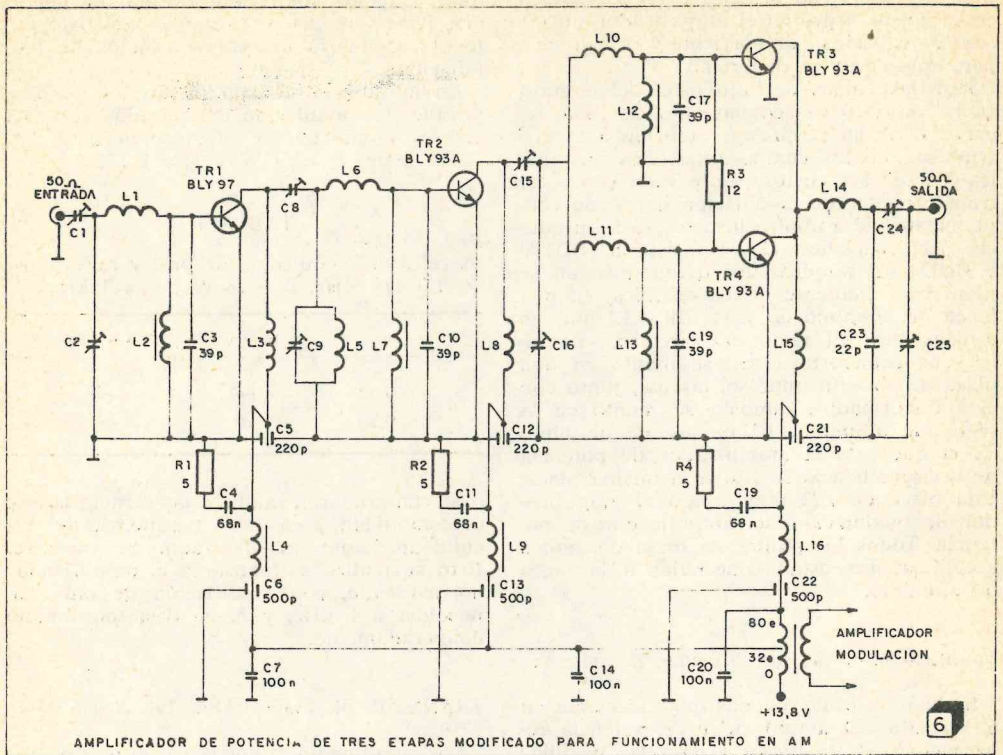 L10
TR3
BLY 93A
L12
C17
39p
TR2
BLY 93A
C15
50Ω
ENTRADA
L1
TR1
BLY 97
C8
L6
R3
12
L14
50Ω
SALIDA
C1
L11
C24
TR4
BLY 93A
C2
L2
C3
39p
L3
C9
L5
L7
C10
39p
L8
C16
L13
C19
39p
L15
C23
22p
C25
C5
220p
C12
220p
C21
220p
R1
5
C4
68n
R2
5
C11
68n
R4
5
C19
68n
L4
L9
L16
C6
500p
C13
500p
C22
500p
80e
32e
0
AMPLIFICADOR
MODULACION
C7
100n
C14
100n
C20
100n
+13,8V
6
AMPLIFICADOR DE POTENCIA DE TRES ETAPAS MODIFICADO PARA FUNCIONAMIENTO EN AM